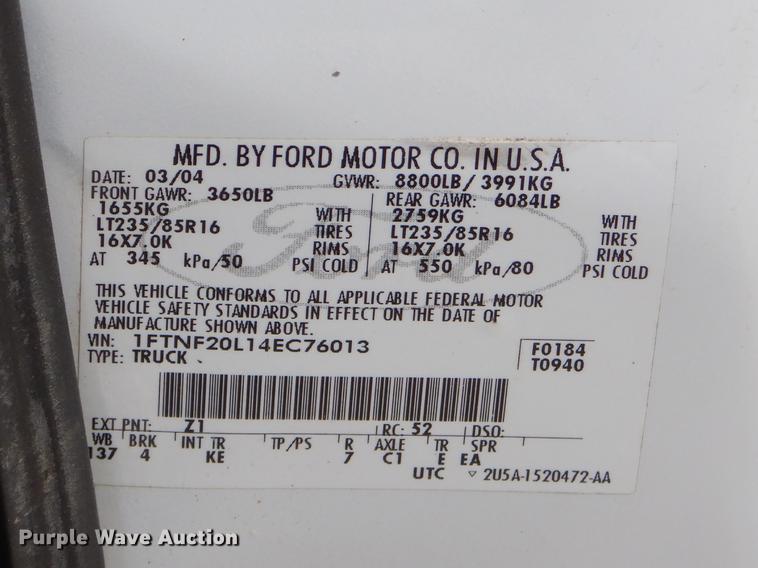 MFD. BY FORD MOTOR CO. IN U.S.A.
DATE: 03/04 GVWR: 8800LB/ 3991KG
FRONT GAWR: 3650LB REAR GAWR: 6084LB
1655KG WITH 2759KG WITH
LT235/85R16 TIRES LT235/85R16 TIRES
16X7.0K RIMS 16X7.0K RIMS
AT 345 kPa/50 PSI COLD AT 550 kPa/80 PSI COLD
Ford
THIS VEHICLE CONFORMS TO ALL APPLICABLE FEDERAL MOTOR
VEHICLE SAFETY STANDARDS IN EFFECT ON THE DATE OF
MANUFACTURE SHOWN ABOVE.
VIN: 1FTNF20L14EC76013 F0184
TYPE: TRUCK T0940
EXT PNT: Z1 RC: 52 DSO:
WB BRK INT TR TP/PS R AXLE TR SPR
137 4 KE 7 C1 E EA
UTC ▽ 2U5A-1520472-AA
Purple Wave Auction